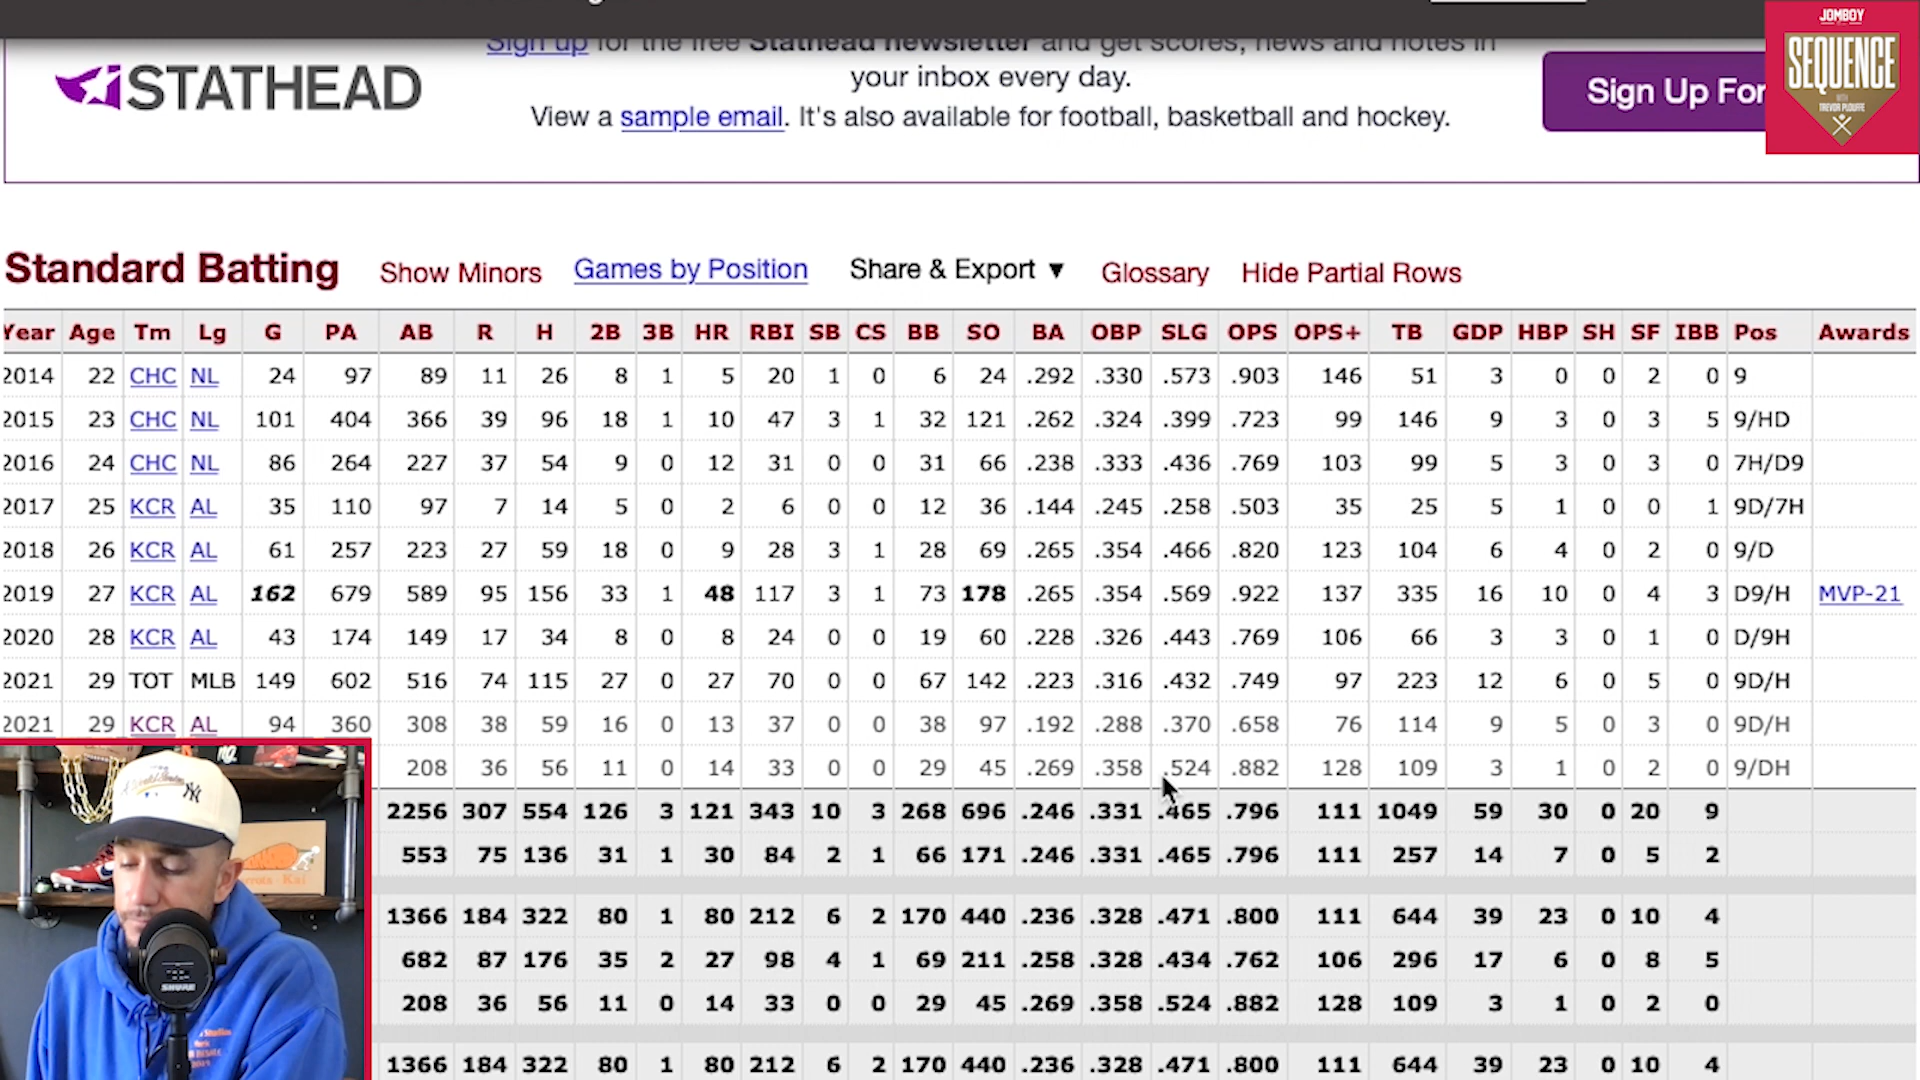 Sign up for the free Stathead newsletter and get scores, news and notes in
your inbox every day.
View a sample email. It's also available for football, basketball and hockey.
STATHEAD
Sign Up For
JOMBOY
SEQUENCE
WITH
TREVOR PLOUFFE
Standard Batting Show Minors Games by Position Share & Export ▼ Glossary Hide Partial Rows
Year Age Tm Lg G PA AB R H 2B 3B HR RBI SB CS BB SO BA OBP SLG OPS OPS+ TB GDP HBP SH SF IBB Pos Awards
2014 22 CHC NL 24 97 89 11 26 8 1 5 20 1 0 6 24 .292 .330 .573 .903 146 51 3 0 0 2 0 9
2015 23 CHC NL 101 404 366 39 96 18 1 10 47 3 1 32 121 .262 .324 .399 .723 99 146 9 3 0 3 5 9/HD
2016 24 CHC NL 86 264 227 37 54 9 0 12 31 0 0 31 66 .238 .333 .436 .769 103 99 5 3 0 3 0 7H/D9
2017 25 KCR AL 35 110 97 7 14 5 0 2 6 0 0 12 36 .144 .245 .258 .503 35 25 5 1 0 0 1 9D/7H
2018 26 KCR AL 61 257 223 27 59 18 0 9 28 3 1 28 69 .265 .354 .466 .820 123 104 6 4 0 2 0 9/D
2019 27 KCR AL 162 679 589 95 156 33 1 48 117 3 1 73 178 .265 .354 .569 .922 137 335 16 10 0 4 3 D9/H MVP-21
2020 28 KCR AL 43 174 149 17 34 8 0 8 24 0 0 19 60 .228 .326 .443 .769 106 66 3 3 0 1 0 D/9H
2021 29 TOT MLB 149 602 516 74 115 27 0 27 70 0 0 67 142 .223 .316 .432 .749 97 223 12 6 0 5 0 9D/H
2021 29 KCR AL 94 360 308 38 59 16 0 13 37 0 0 38 97 .192 .288 .370 .658 76 114 9 5 0 3 0 9D/H
208 36 56 11 0 14 33 0 0 29 45 .269 .358 .524 .882 128 109 3 1 0 2 0 9/DH
2256 307 554 126 3 121 343 10 3 268 696 .246 .331 .465 .796 111 1049 59 30 0 20 9
553 75 136 31 1 30 84 2 1 66 171 .246 .331 .465 .796 111 257 14 7 0 5 2
1366 184 322 80 1 80 212 6 2 170 440 .236 .328 .471 .800 111 644 39 23 0 10 4
682 87 176 35 2 27 98 4 1 69 211 .258 .328 .434 .762 106 296 17 6 0 8 5
208 36 56 11 0 14 33 0 0 29 45 .269 .358 .524 .882 128 109 3 1 0 2 0
1366 184 322 80 1 80 212 6 2 170 440 .236 .328 .471 .800 111 644 39 23 0 10 4
SHURE